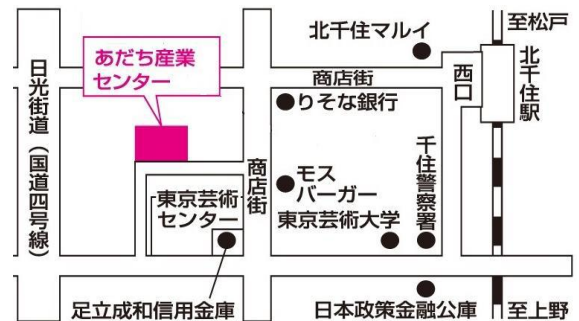 至松戸
北千住マルイ
あだち産業
センター
商店街
西口
北千住駅
日光街道（国道四号線）
りそな銀行
商店街
モス
バーガー
千住警察署
東京芸術
センター
東京芸術大学
足立成和信用金庫
日本政策金融公庫
至上野